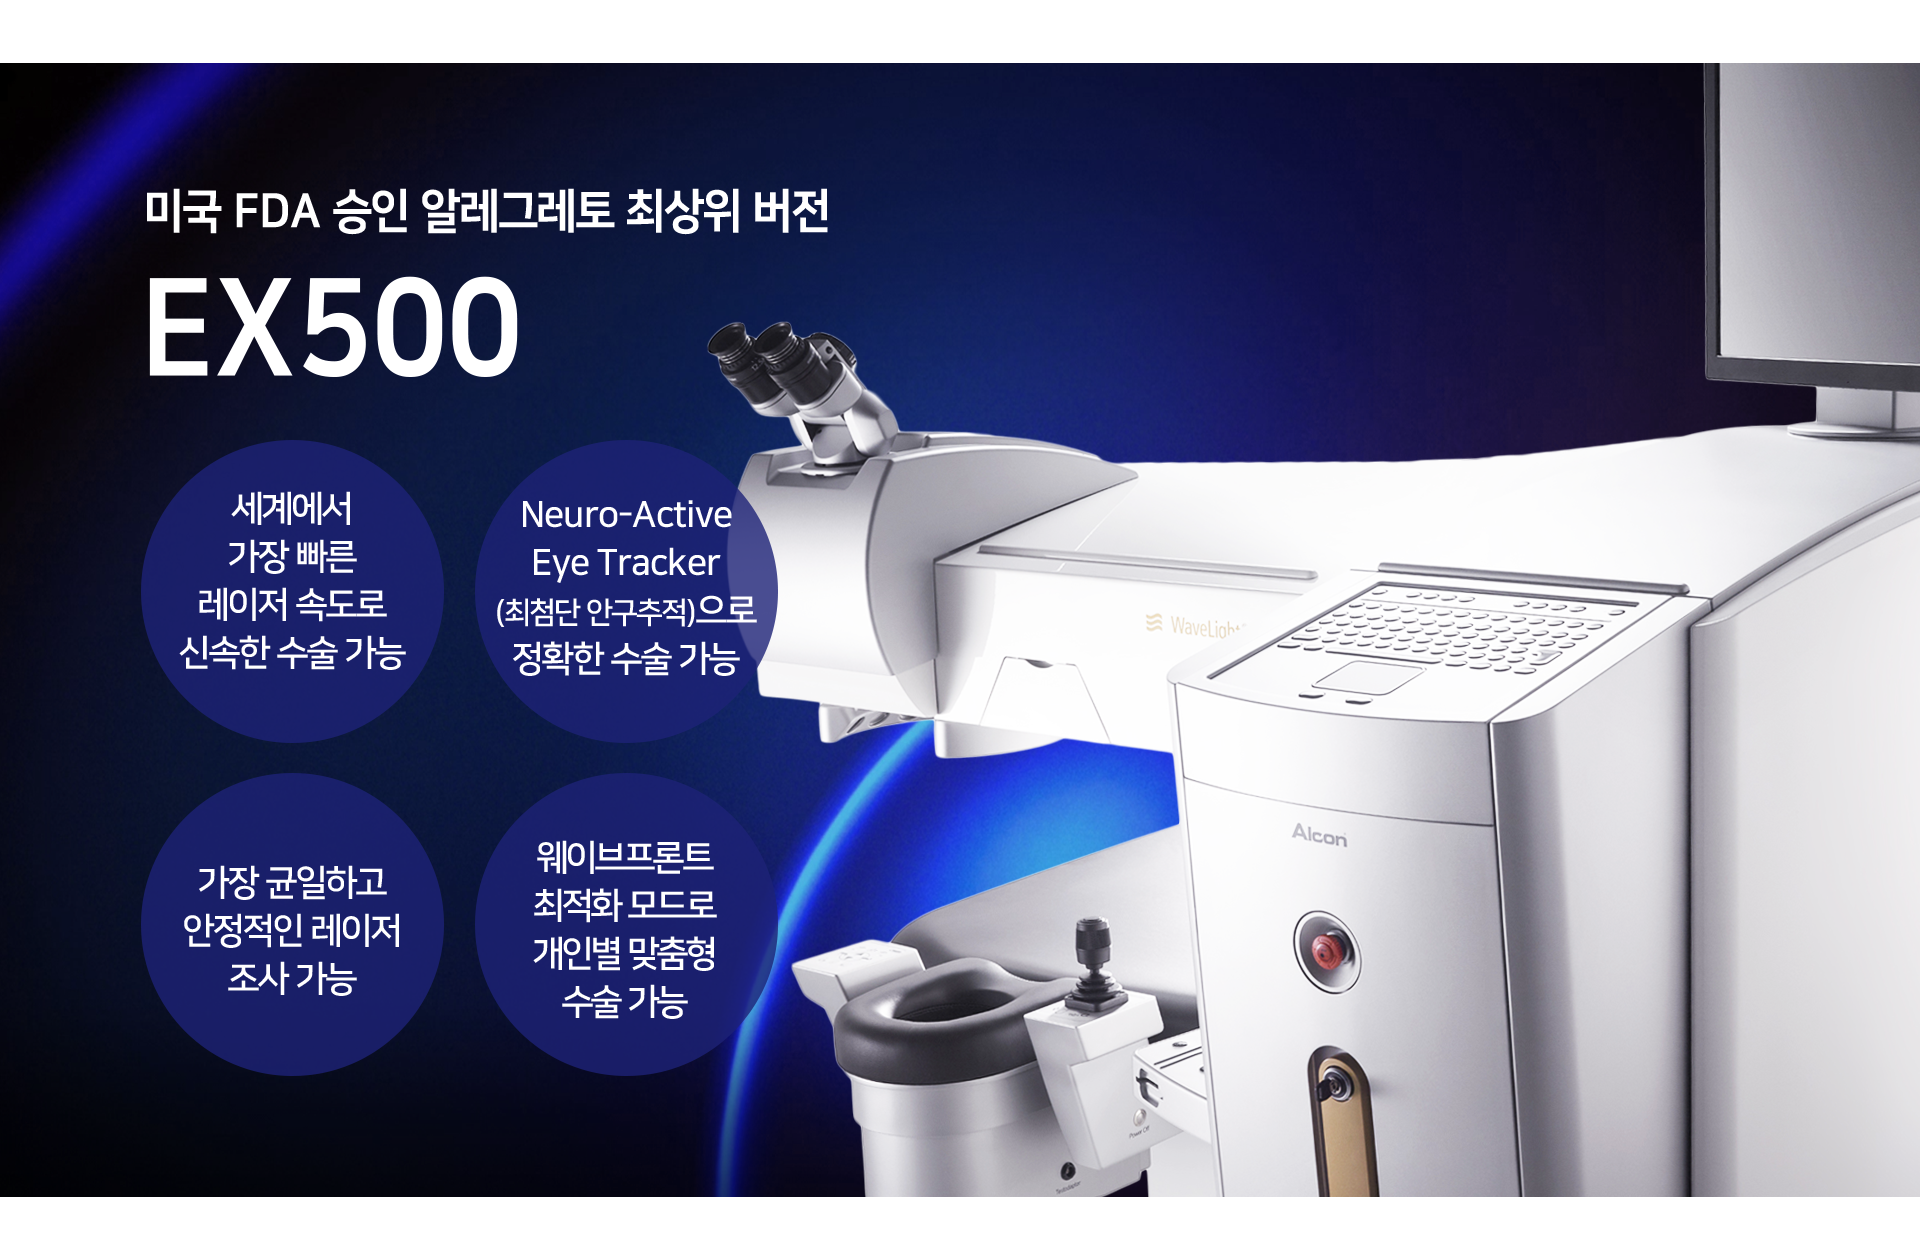 미국 FDA 승인 알레그레토 최상위 버전
EX500
세계에서
가장 빠른
레이저 속도로
신속한 수술 가능
Neuro-Active
Eye Tracker
(최첨단 안구추적)으로
정확한 수술 가능
가장 균일하고
안정적인 레이저
조사 가능
웨이브프론트
최적화 모드로
개인별 맞춤형
수술 가능
WaveLight
Alcon
Power Off